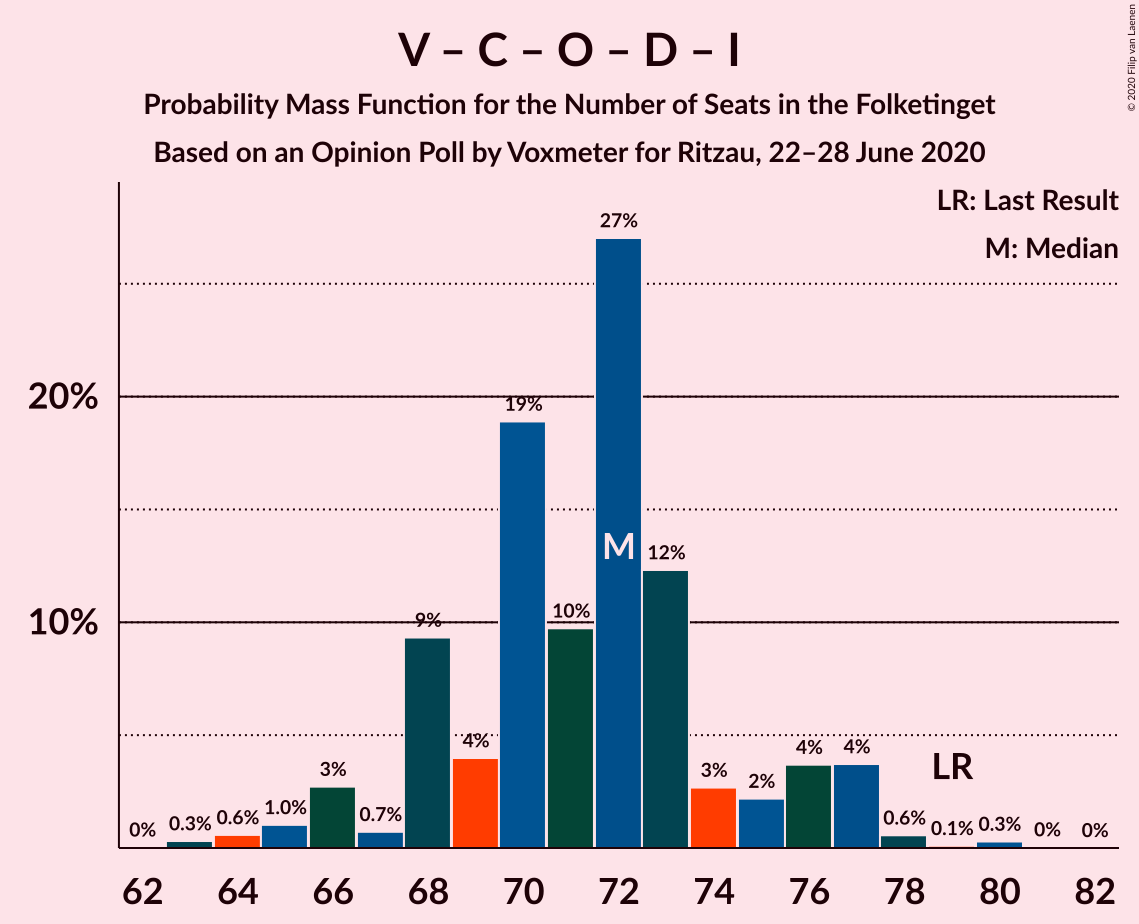 V – C – O – D – I
Probability Mass Function for the Number of Seats in the Folketinget
Based on an Opinion Poll by Voxmeter for Ritzau, 22–28 June 2020
© 2020 Filip van Laenen
LR: Last Result
M: Median
20%
10%
0%
0.3%
0.6%
1.0%
3%
0.7%
9%
4%
19%
10%
27%
M
12%
3%
2%
4%
4%
0.6%
LR
0.1%
0.3%
0%
0%
62 64 66 68 70 72 74 76 78 80 82